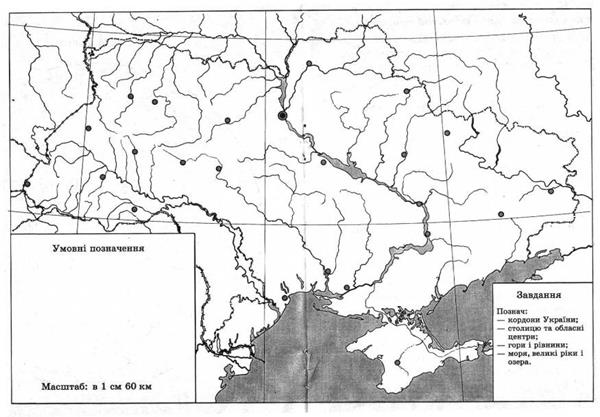 Умовні позначення
Масштаб: в 1 см 60 км
Завдання
Познач:
— кордони України;
— столицю та обласні
центри;
— гори і рівнини;
— моря, великі ріки і
озера.